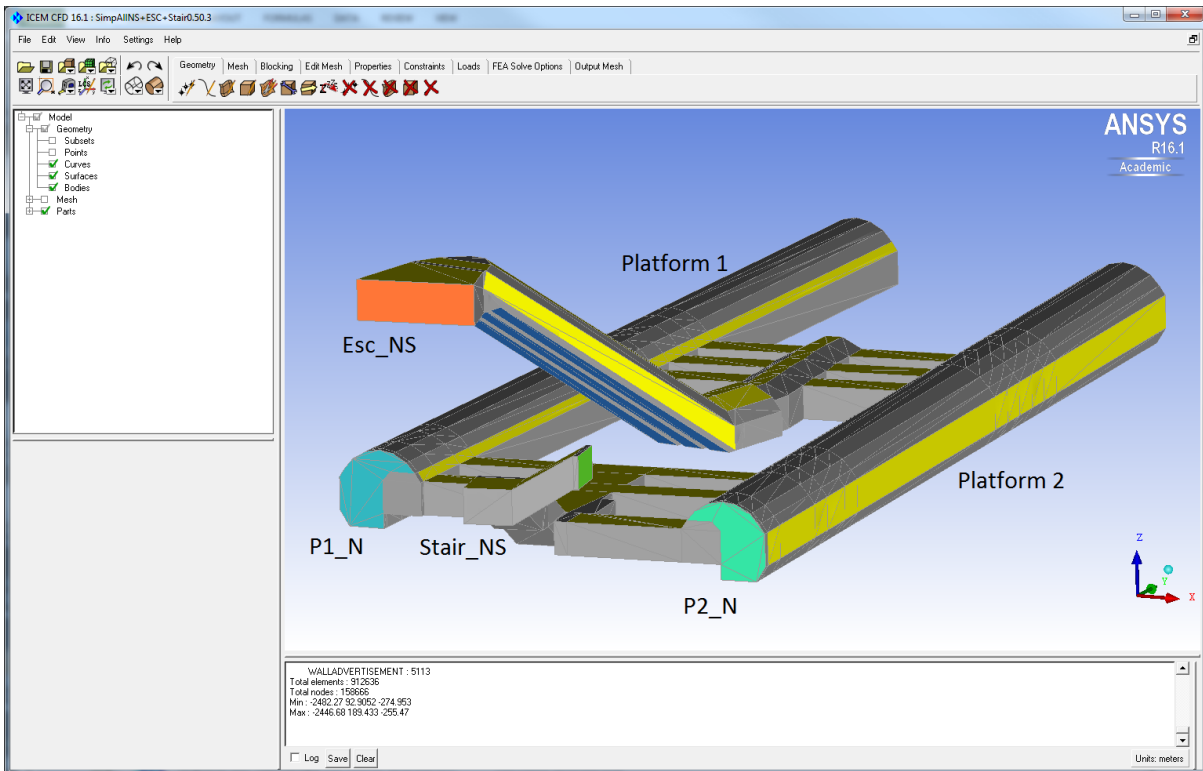 ICEM CFD 16.1 : SimpAllNS+ESC+Stair0.50.3
File Edit View Info Settings Help
Geometry Mesh Blocking Edit Mesh Properties Constraints Loads FEA Solve Options Output Mesh
Model
Geometry
Subsets
Points
Curves
Surfaces
Bodies
Mesh
Parts
ANSYS
R16.1
Academic
Platform 1
Esc_NS
Platform 2
P1_N
Stair_NS
P2_N
Z
Y
X
WALLADVERTISEMENT : 5113
Total elements : 912636
Total nodes : 158666
Min : -2482.27 92.9052 -274.953
Max : -2446.68 189.433 -255.47
Log Save Clear
Units: meters